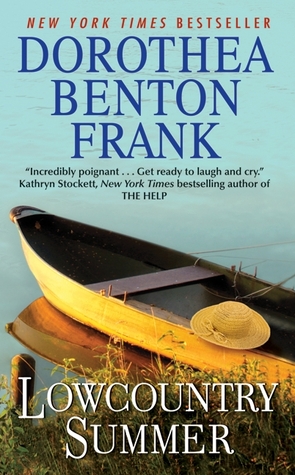 NEW YORK TIMES BESTSELLER
DOROTHEA
BENTON
FRANK
“Incredibly poignant . . . Get ready to laugh and cry.”
Kathryn Stockett, New York Times bestselling author of
THE HELP
LOWCOUNTRY
SUMMER